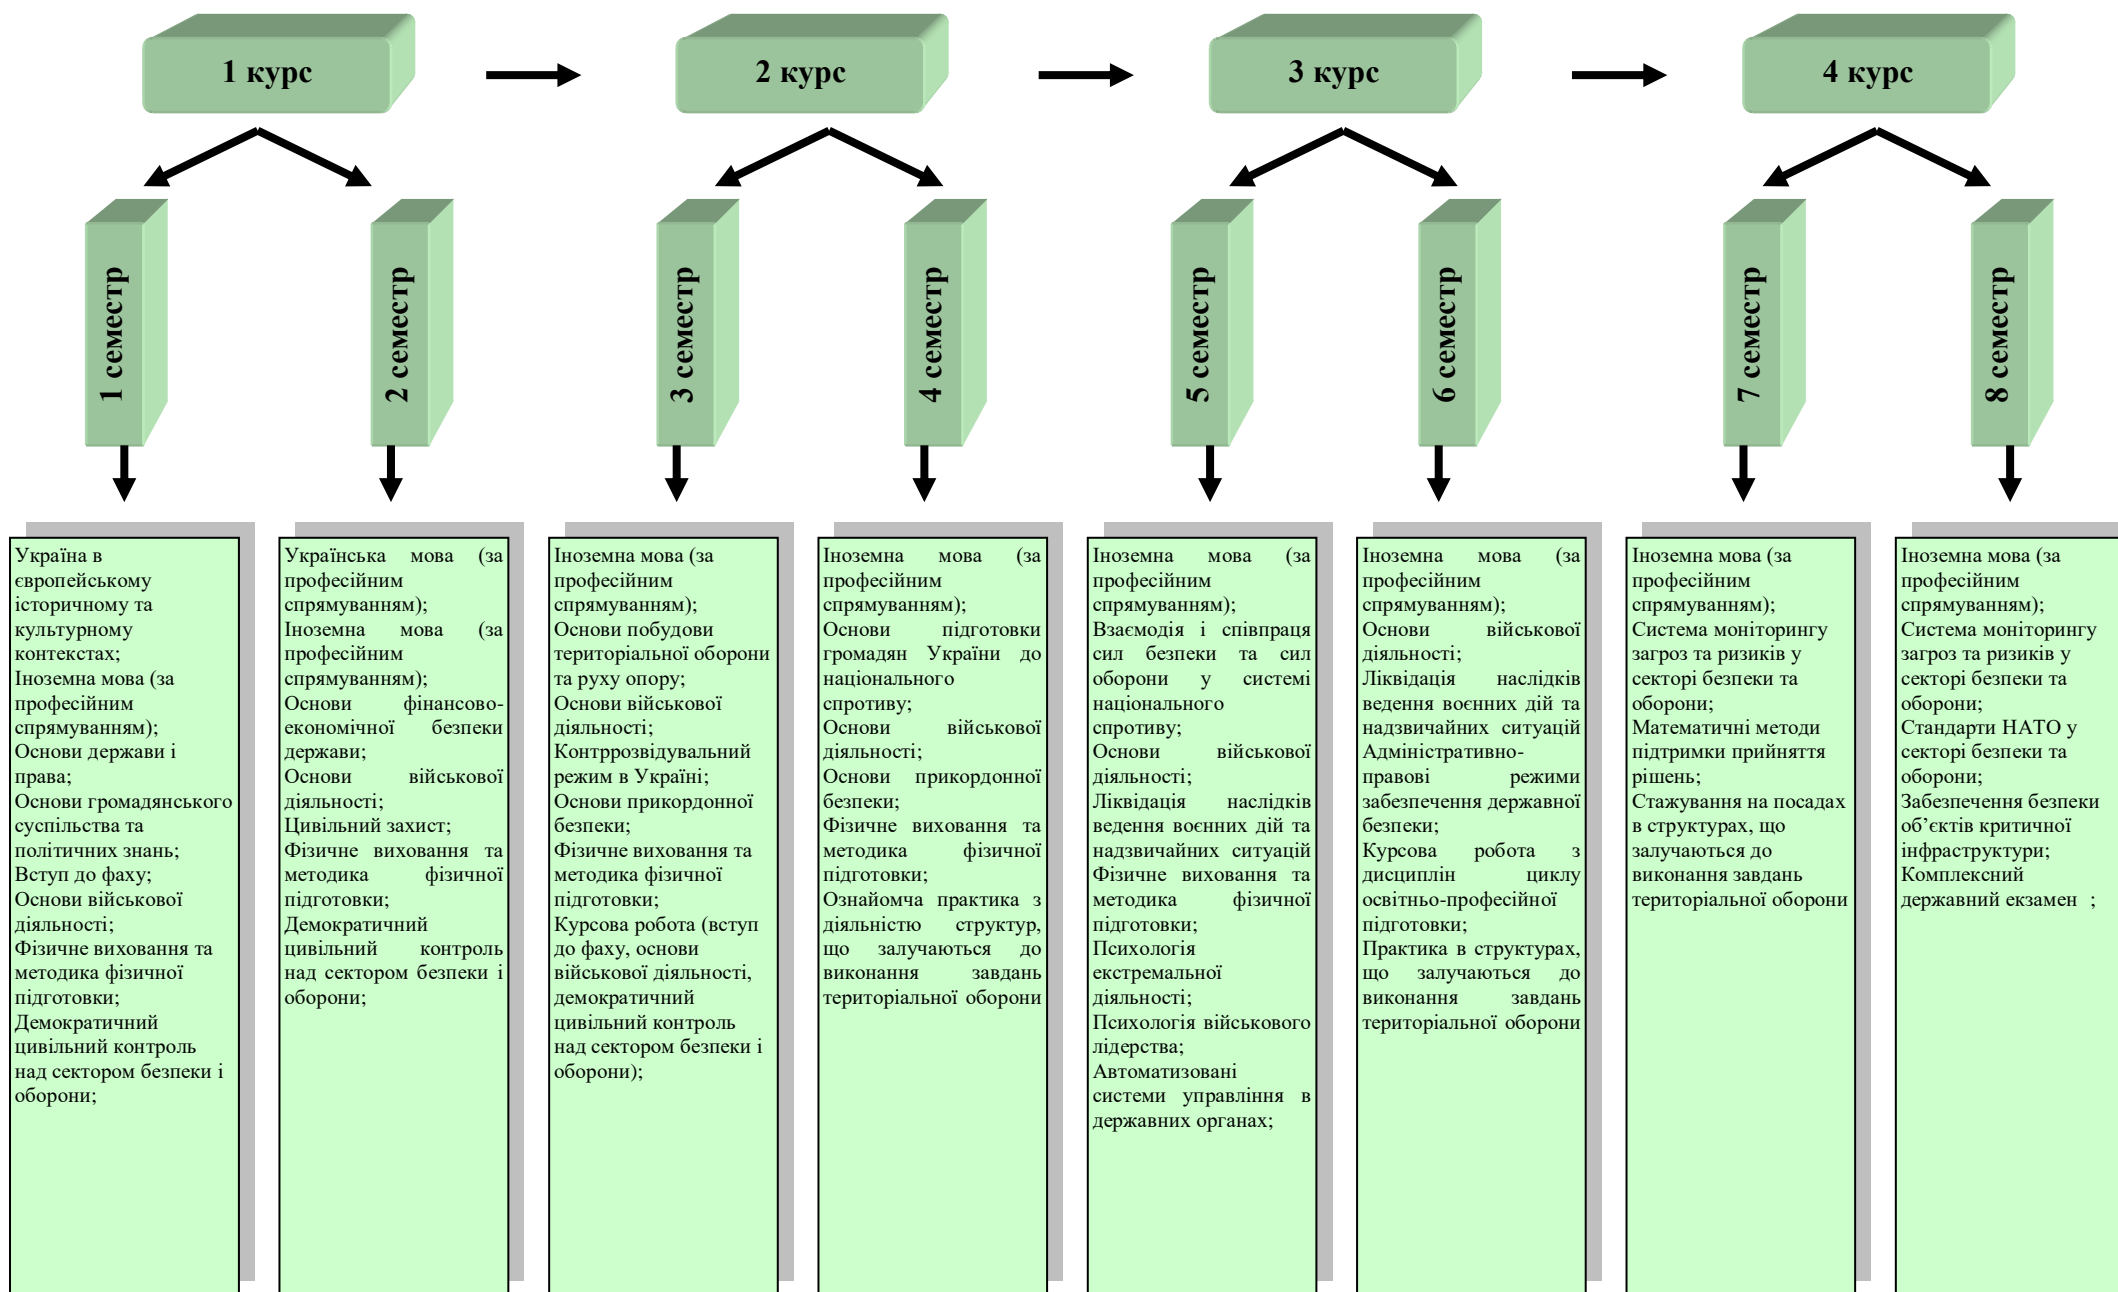 1 курс
2 курс
3 курс
4 курс
1 семестр
2 семестр
3 семестр
4 семестр
5 семестр
6 семестр
7 семестр
8 семестр
Україна в
європейському
історичному та
культурному
контекстах;
Іноземна мова (за
професійним
спрямуванням);
Основи держави і
права;
Основи громадянського
суспільства та
політичних знань;
Вступ до фаху;
Основи військової
діяльності;
Фізичне виховання та
методика фізичної
підготовки;
Демократичний
цивільний контроль
над сектором безпеки і
оборони;
Українська мова (за
професійним
спрямуванням);
Іноземна мова (за
професійним
спрямуванням);
Основи фінансово-
економічної безпеки
держави;
Основи військової
діяльності;
Цивільний захист;
Фізичне виховання та
методика фізичної
підготовки;
Демократичний
цивільний контроль
над сектором безпеки і
оборони;
Іноземна мова (за
професійним
спрямуванням);
Основи побудови
територіальної оборони
та руху опору;
Основи військової
діяльності;
Контррозвідувальний
режим в Україні;
Основи прикордонної
безпеки;
Фізичне виховання та
методика фізичної
підготовки;
Курсова робота (вступ
до фаху, основи
військової діяльності,
демократичний
цивільний контроль
над сектором безпеки і
оборони);
Іноземна мова (за
професійним
спрямуванням);
Основи підготовки
громадян України до
національного
спротиву;
Основи військової
діяльності;
Основи прикордонної
безпеки;
Фізичне виховання та
методика фізичної
підготовки;
Ознайомча практика з
діяльністю структур,
що залучаються до
виконання завдань
територіальної оборони
Іноземна мова (за
професійним
спрямуванням);
Взаємодія і співпраця
сил безпеки та сил
оборони у системі
національного
спротиву;
Основи військової
діяльності;
Ліквідація наслідків
ведення воєнних дій та
надзвичайних ситуацій
Фізичне виховання та
методика фізичної
підготовки;
Психологія
екстремальної
діяльності;
Психологія військового
лідерства;
Автоматизовані
системи управління в
державних органах;
Іноземна мова (за
професійним
спрямуванням);
Основи військової
діяльності;
Ліквідація наслідків
ведення воєнних дій та
надзвичайних ситуацій
Адміністративно-
правові режими
забезпечення державної
безпеки;
Курсова робота з
дисциплін циклу
освітньо-професійної
підготовки;
Практика в структурах,
що залучаються до
виконання завдань
територіальної оборони
Іноземна мова (за
професійним
спрямуванням);
Система моніторингу
загроз та ризиків у
секторі безпеки та
оборони;
Математичні методи
підтримки прийняття
рішень;
Стажування на посадах
в структурах, що
залучаються до
виконання завдань
територіальної оборони
Іноземна мова (за
професійним
спрямуванням);
Система моніторингу
загроз та ризиків у
секторі безпеки та
оборони;
Стандарти НАТО у
секторі безпеки та
оборони;
Забезпечення безпеки
об’єктів критичної
інфраструктури;
Комплексний
державний екзамен ;